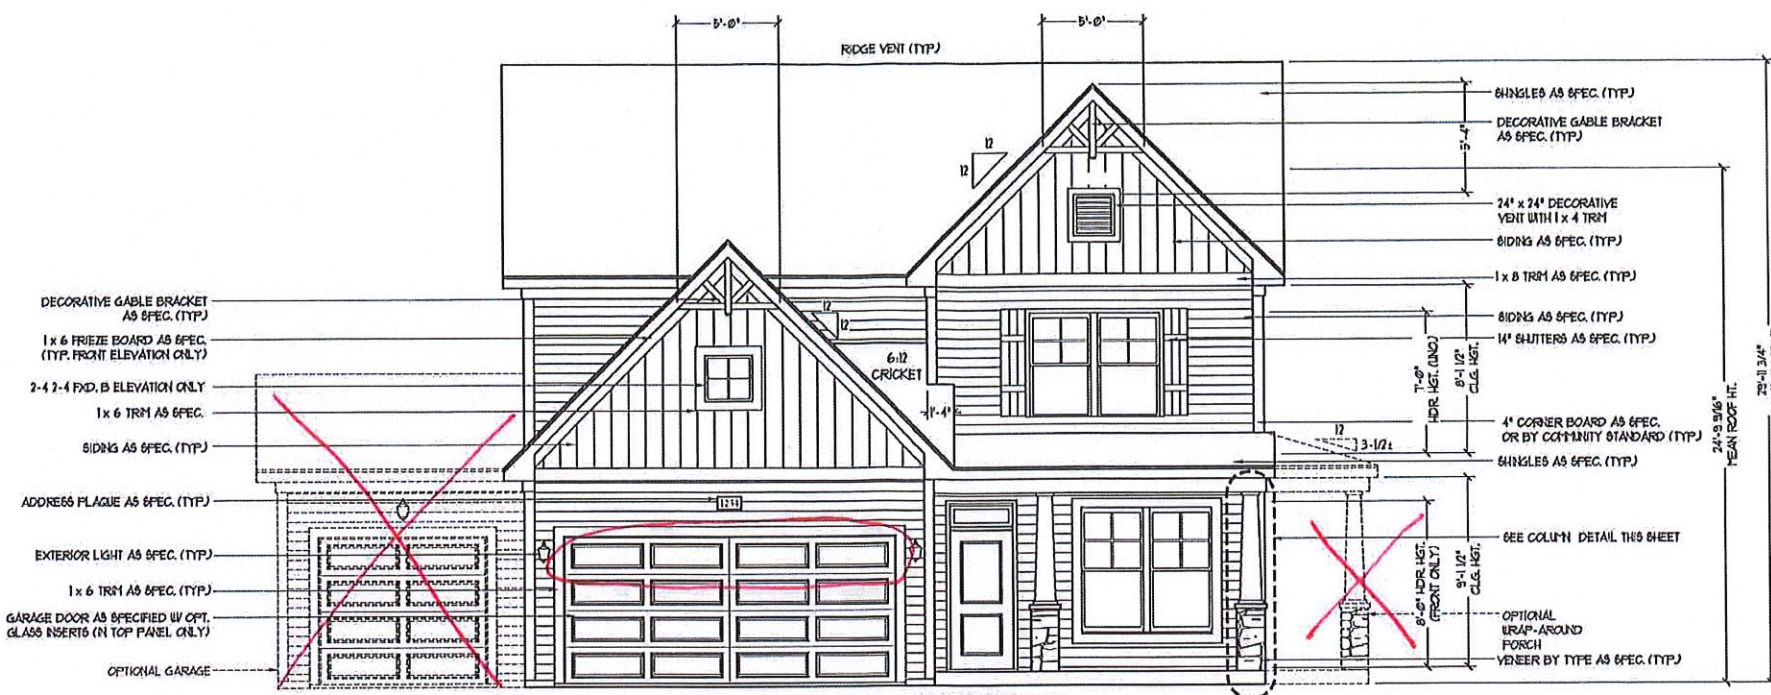 5'-0"
5'-0"
RIDGE VENT (TYP.)
SHINGLES AS SPEC. (TYP.)
DECORATIVE GABLE BRACKET
AS SPEC. (TYP.)
5'-4"
12
12
24" x 24" DECORATIVE
VENT WITH 1 x 4 TRIM
SIDING AS SPEC. (TYP.)
1 x 8 TRIM AS SPEC. (TYP.)
DECORATIVE GABLE BRACKET
AS SPEC. (TYP.)
1 x 6 FRIEZE BOARD AS SPEC.
(TYP. FRONT ELEVATION ONLY)
2-4 2-4 FXD. B ELEVATION ONLY
1 x 6 TRIM AS SPEC.
SIDING AS SPEC. (TYP.)
ADDRESS PLAQUE AS SPEC. (TYP.)
EXTERIOR LIGHT AS SPEC. (TYP.)
1 x 6 TRIM AS SPEC. (TYP.)
GARAGE DOOR AS SPECIFIED W/ OPT.
GLASS INSERTS (IN TOP PANEL ONLY)
OPTIONAL GARAGE
12
12
6:12
CRICKET
1'-4"
1234
SIDING AS SPEC. (TYP.)
14" SHUTTERS AS SPEC. (TYP.)
7'-0"
HDR. HGT. (UNO.)
8'-1 1/2"
CLG. HGT.
4" CORNER BOARD AS SPEC.
OR BY COMMUNITY STANDARD (TYP.)
12
3-1/2±
SHINGLES AS SPEC. (TYP.)
SEE COLUMN DETAIL THIS SHEET
8'-0" HDR. HGT.
(FRONT ONLY)
9'-1 1/2"
CLG. HGT.
OPTIONAL
WRAP-AROUND
PORCH
VENEER BY TYPE AS SPEC. (TYP.)
24'-9 9/16"
MEAN ROOF HT.
29'-11 3/4"